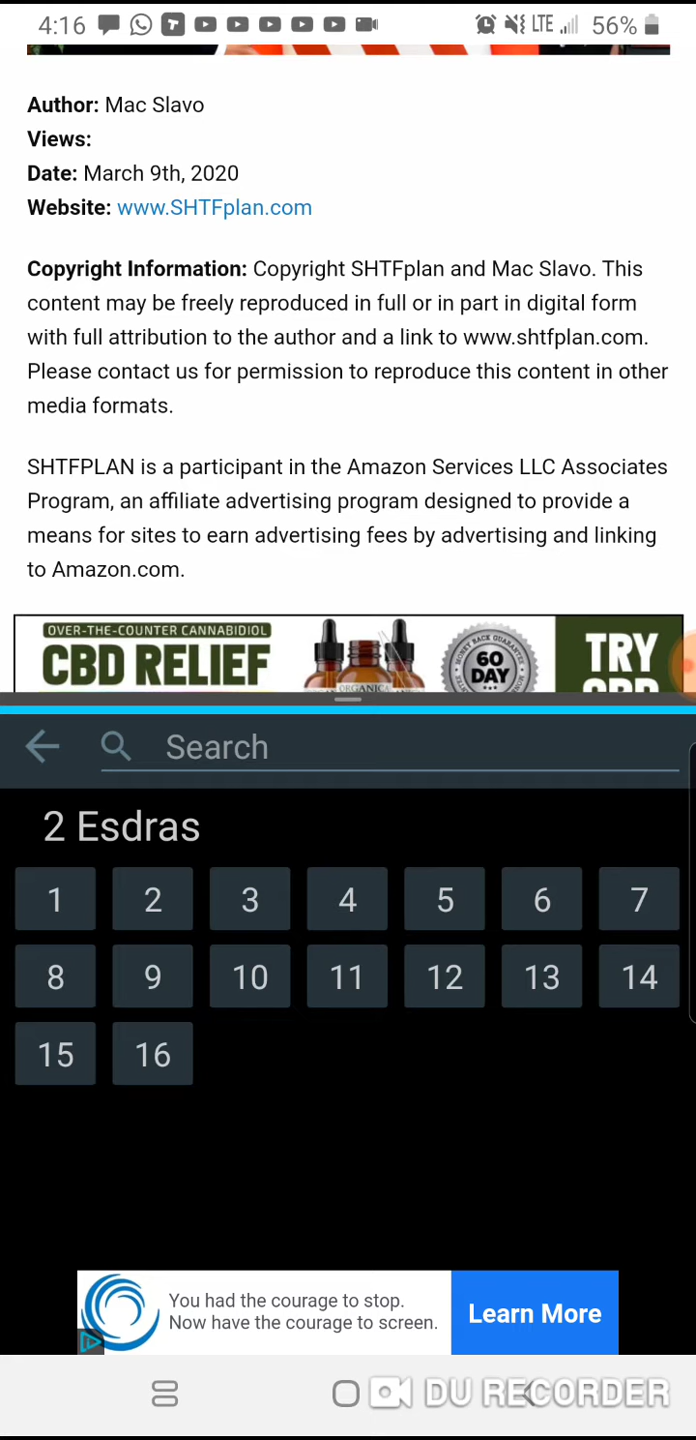 4:16 LTE 56%
Author: Mac Slavo
Views:
Date: March 9th, 2020
Website: www.SHTFplan.com
Copyright Information: Copyright SHTFplan and Mac Slavo. This
content may be freely reproduced in full or in part in digital form
with full attribution to the author and a link to www.shtfplan.com.
Please contact us for permission to reproduce this content in other
media formats.
SHTFPLAN is a participant in the Amazon Services LLC Associates
Program, an affiliate advertising program designed to provide a
means for sites to earn advertising fees by advertising and linking
to Amazon.com.
OVER-THE-COUNTER CANNABIDIOL
CBD RELIEF
MONEY BACK GUARANTEE
60
DAY
TRY
CBD
Search
2 Esdras
1 2 3 4 5 6 7
8 9 10 11 12 13 14
15 16
You had the courage to stop.
Now have the courage to screen.
Learn More
DU RECORDER